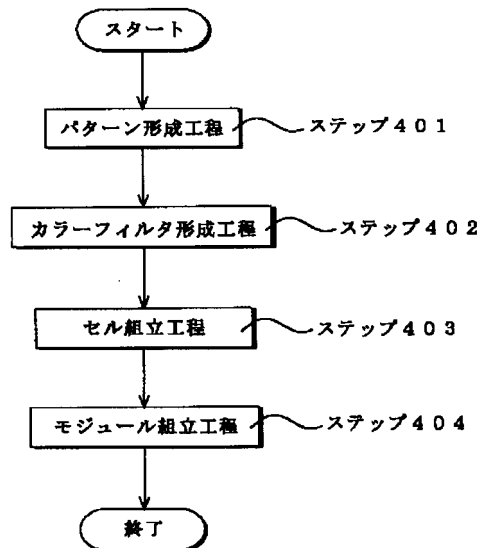 スタート
パターン形成工程 ステップ401
カラーフィルタ形成工程 ステップ402
セル組立工程 ステップ403
モジュール組立工程 ステップ404
終了